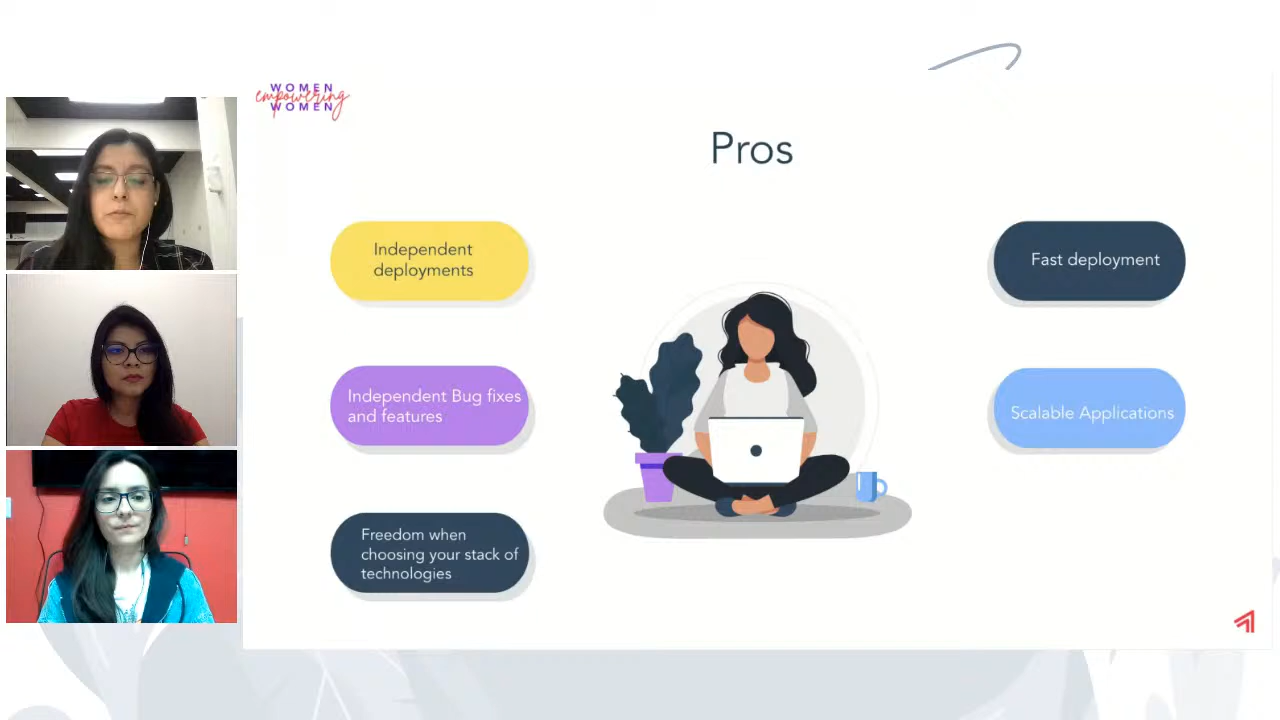 WOMEN
empowering
WOMEN
Pros
Independent
deployments
Fast deployment
Independent Bug fixes
and features
Scalable Applications
Freedom when
choosing your stack of
technologies